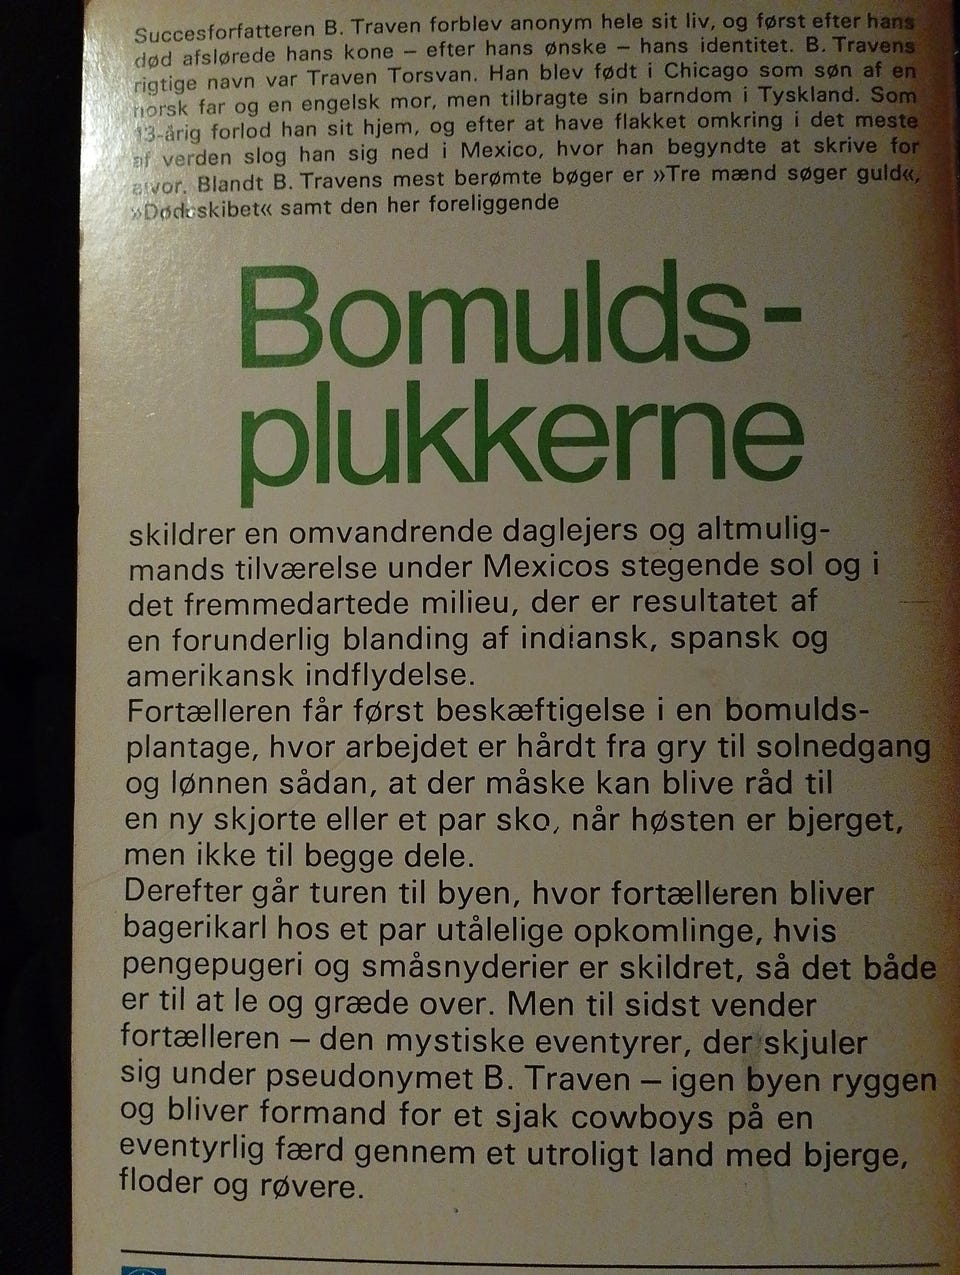 Succesforfatteren B. Traven forblev anonym hele sit liv, og først efter hans
død afslørede hans kone – efter hans ønske – hans identitet. B. Travens
rigtige navn var Traven Torsvan. Han blev født i Chicago som søn af en
norsk far og en engelsk mor, men tilbragte sin barndom i Tyskland. Som
13-årig forlod han sit hjem, og efter at have flakket omkring i det meste
af verden slog han sig ned i Mexico, hvor han begyndte at skrive for
alvor. Blandt B. Travens mest berømte bøger er »Tre mænd søger guld«,
»Dødsskibet« samt den her foreliggende
Bomulds-
plukkerne
skildrer en omvandrende daglejers og altmulig-
mands tilværelse under Mexicos stegende sol og i
det fremmedartede milieu, der er resultatet af
en forunderlig blanding af indiansk, spansk og
amerikansk indflydelse.
Fortælleren får først beskæftigelse i en bomulds-
plantage, hvor arbejdet er hårdt fra gry til solnedgang
og lønnen sådan, at der måske kan blive råd til
en ny skjorte eller et par sko, når høsten er bjerget,
men ikke til begge dele.
Derefter går turen til byen, hvor fortælleren bliver
bagerikarl hos et par utålelige opkomlinge, hvis
pengepugeri og småsnyderier er skildret, så det både
er til at le og græde over. Men til sidst vender
fortælleren – den mystiske eventyrer, der skjuler
sig under pseudonymet B. Traven – igen byen ryggen
og bliver formand for et sjak cowboys på en
eventyrlig færd gennem et utroligt land med bjerge,
floder og røvere.